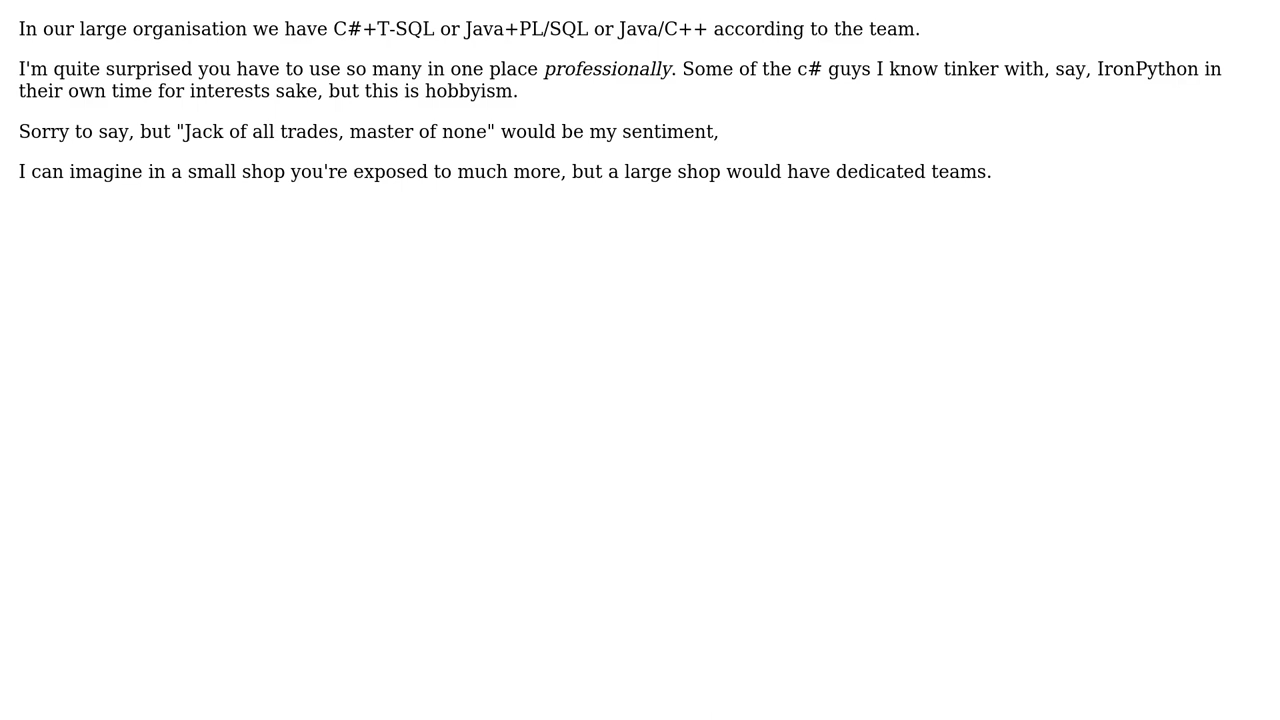 In our large organisation we have C#+T-SQL or Java+PL/SQL or Java/C++ according to the team.
I'm quite surprised you have to use so many in one place professionally. Some of the c# guys I know tinker with, say, IronPython in
their own time for interests sake, but this is hobbyism.
Sorry to say, but "Jack of all trades, master of none" would be my sentiment,
I can imagine in a small shop you're exposed to much more, but a large shop would have dedicated teams.